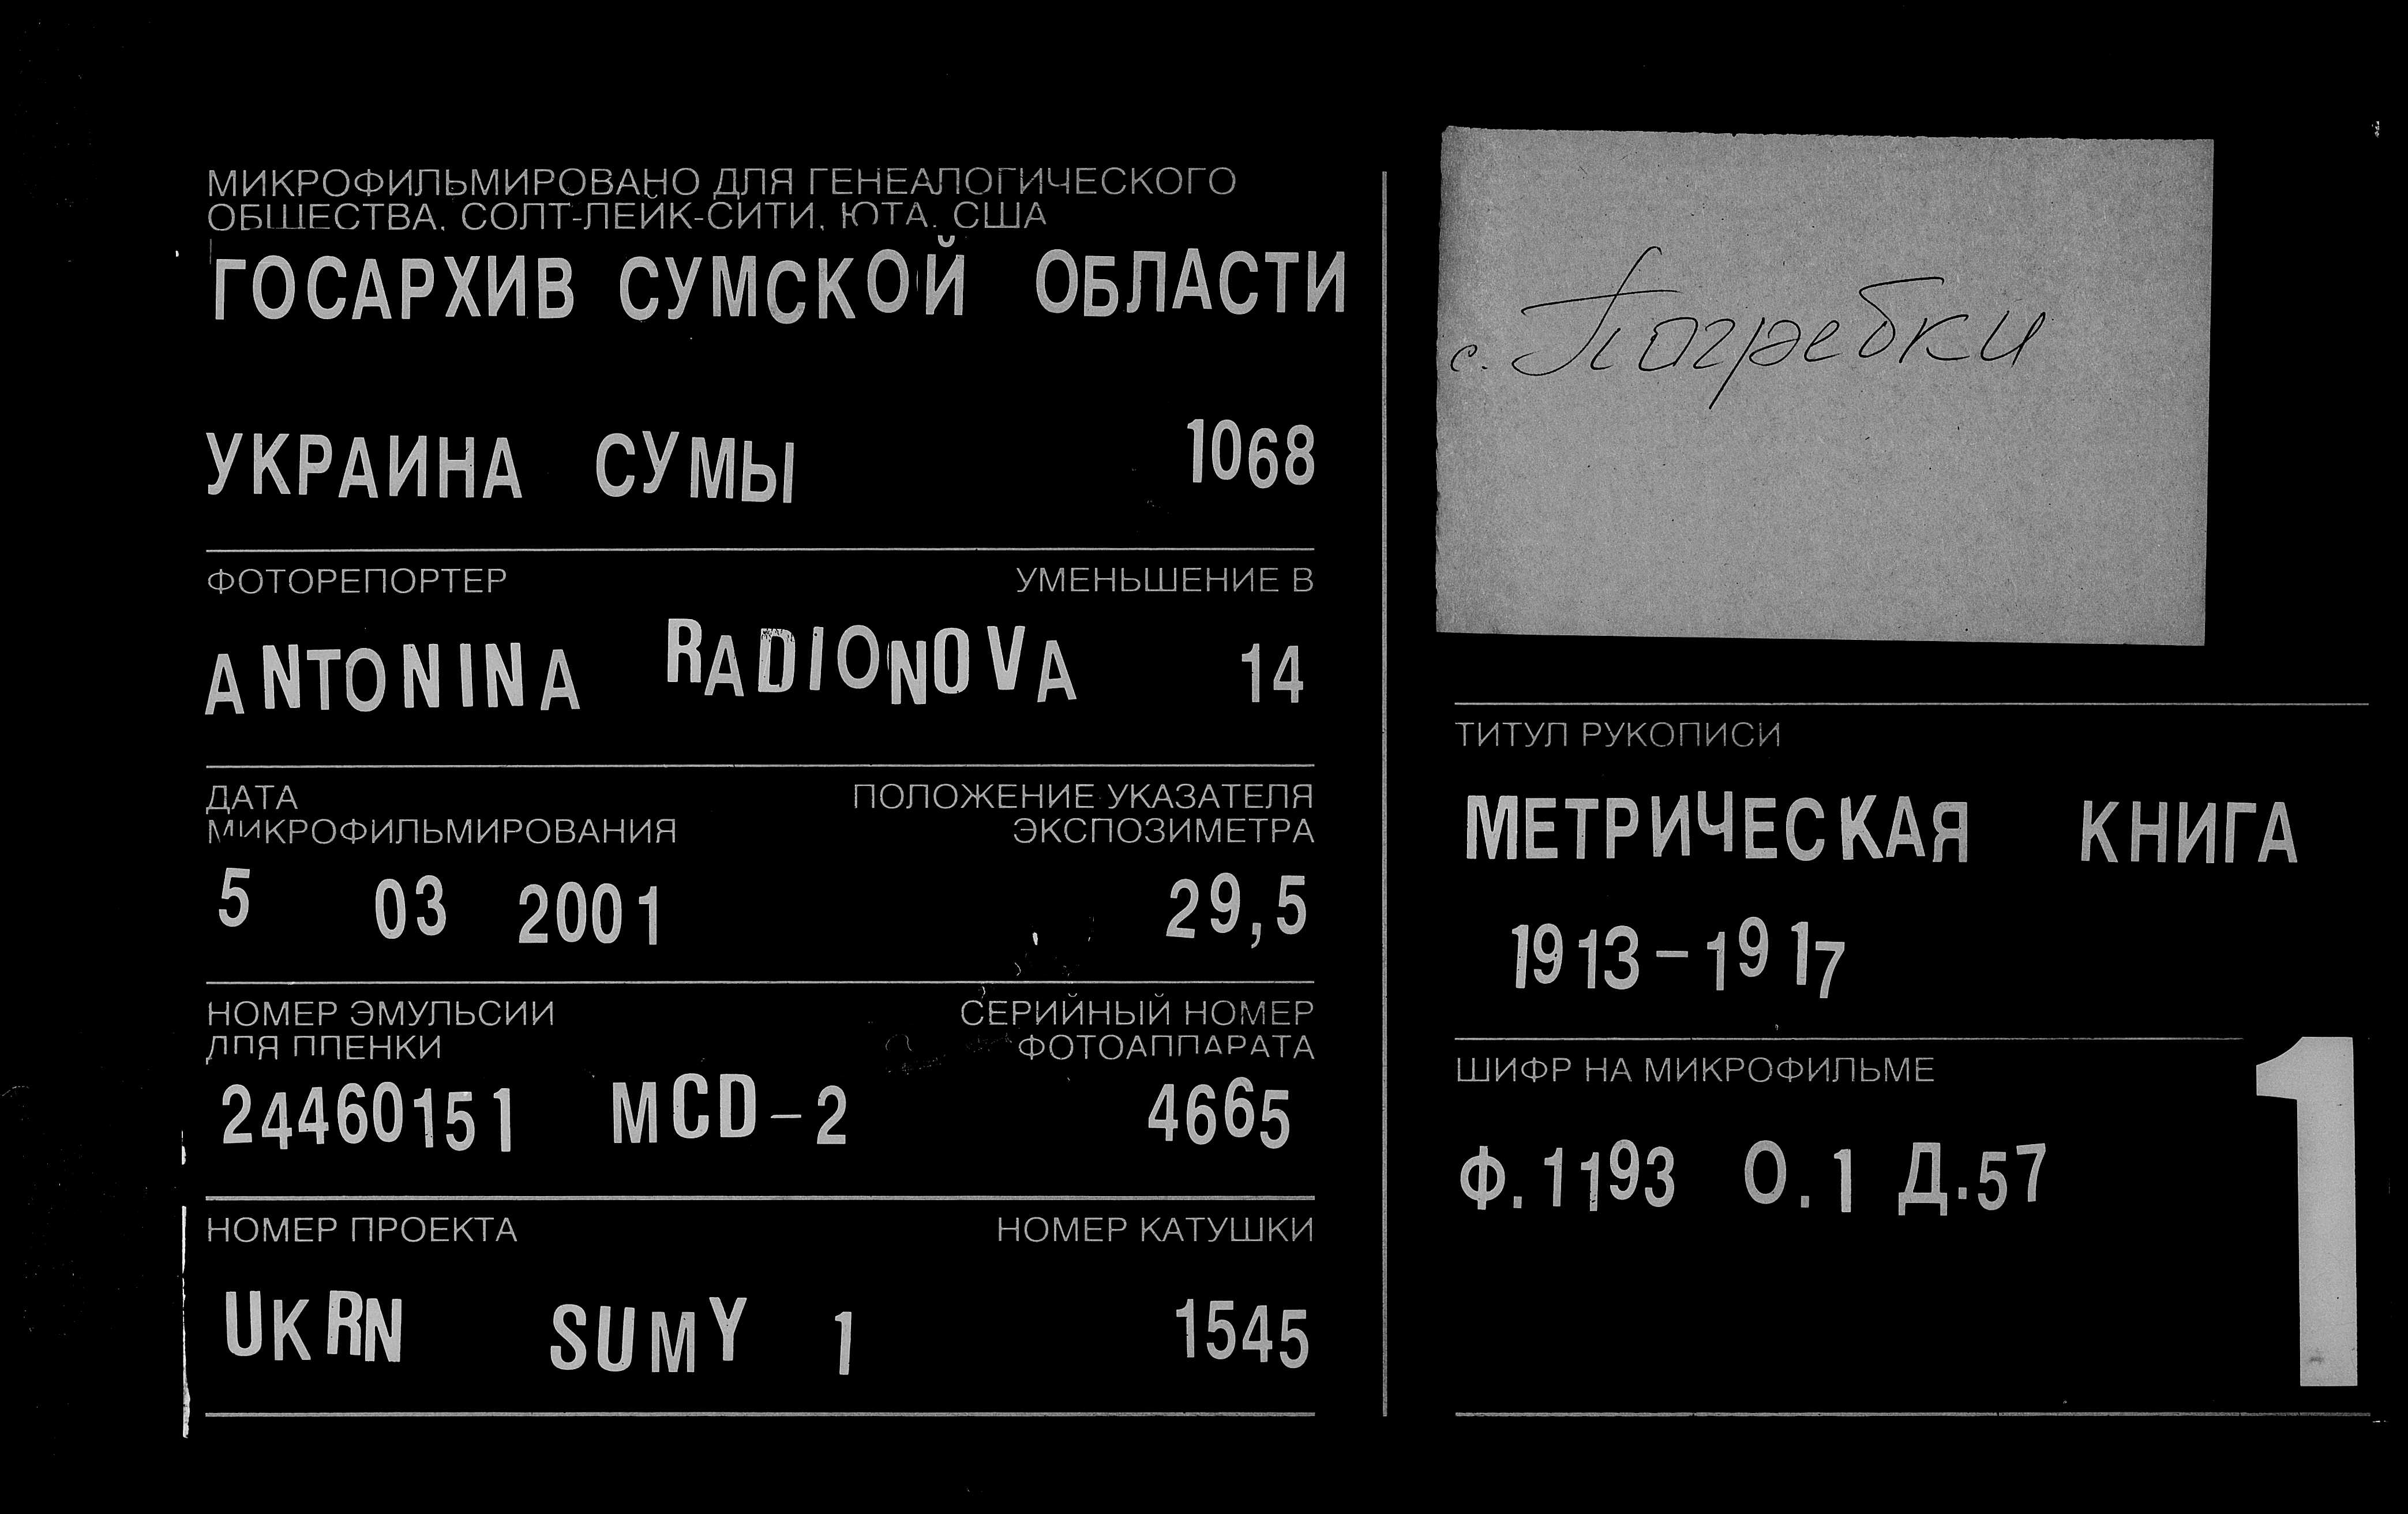 МИКРОФИЛЬМИРОВАНО ДЛЯ ГЕНЕАЛОГИЧЕСКОГО
ОБЩЕСТВА, СОЛТ-ЛЕЙК-СИТИ, ЮТА, США
ГОСАРХИВ СУМСКОЙ ОБЛАСТИ
УКРАИНА СУМЫ 1068
ФОТОРЕПОРТЕР УМЕНЬШЕНИЕ В
ANTONINA RADIONOVA 14
ДАТА ПОЛОЖЕНИЕ УКАЗАТЕЛЯ
МИКРОФИЛЬМИРОВАНИЯ ЭКСПОЗИМЕТРА
5 03 2001 29,5
НОМЕР ЭМУЛЬСИИ СЕРИЙНЫЙ НОМЕР
ДЛЯ ПЛЕНКИ ФОТОАППАРАТА
24460151 MCD-2 4665
НОМЕР ПРОЕКТА НОМЕР КАТУШКИ
UKRN SUMY 1 1545
с. Погребки
ТИТУЛ РУКОПИСИ
МЕТРИЧЕСКАЯ КНИГА
1913-1917
ШИФР НА МИКРОФИЛЬМЕ
Ф.1193 О.1 Д.57
1